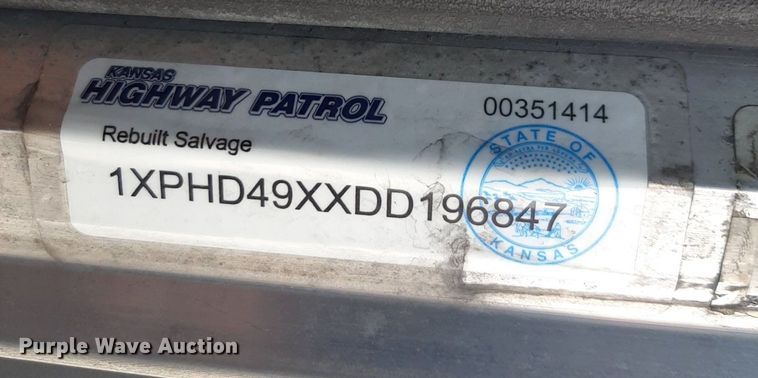 KANSAS
HIGHWAY PATROL
00351414
Rebuilt Salvage
1XPHD49XXDD196847
STATE OF
KANSAS
Purple Wave Auction